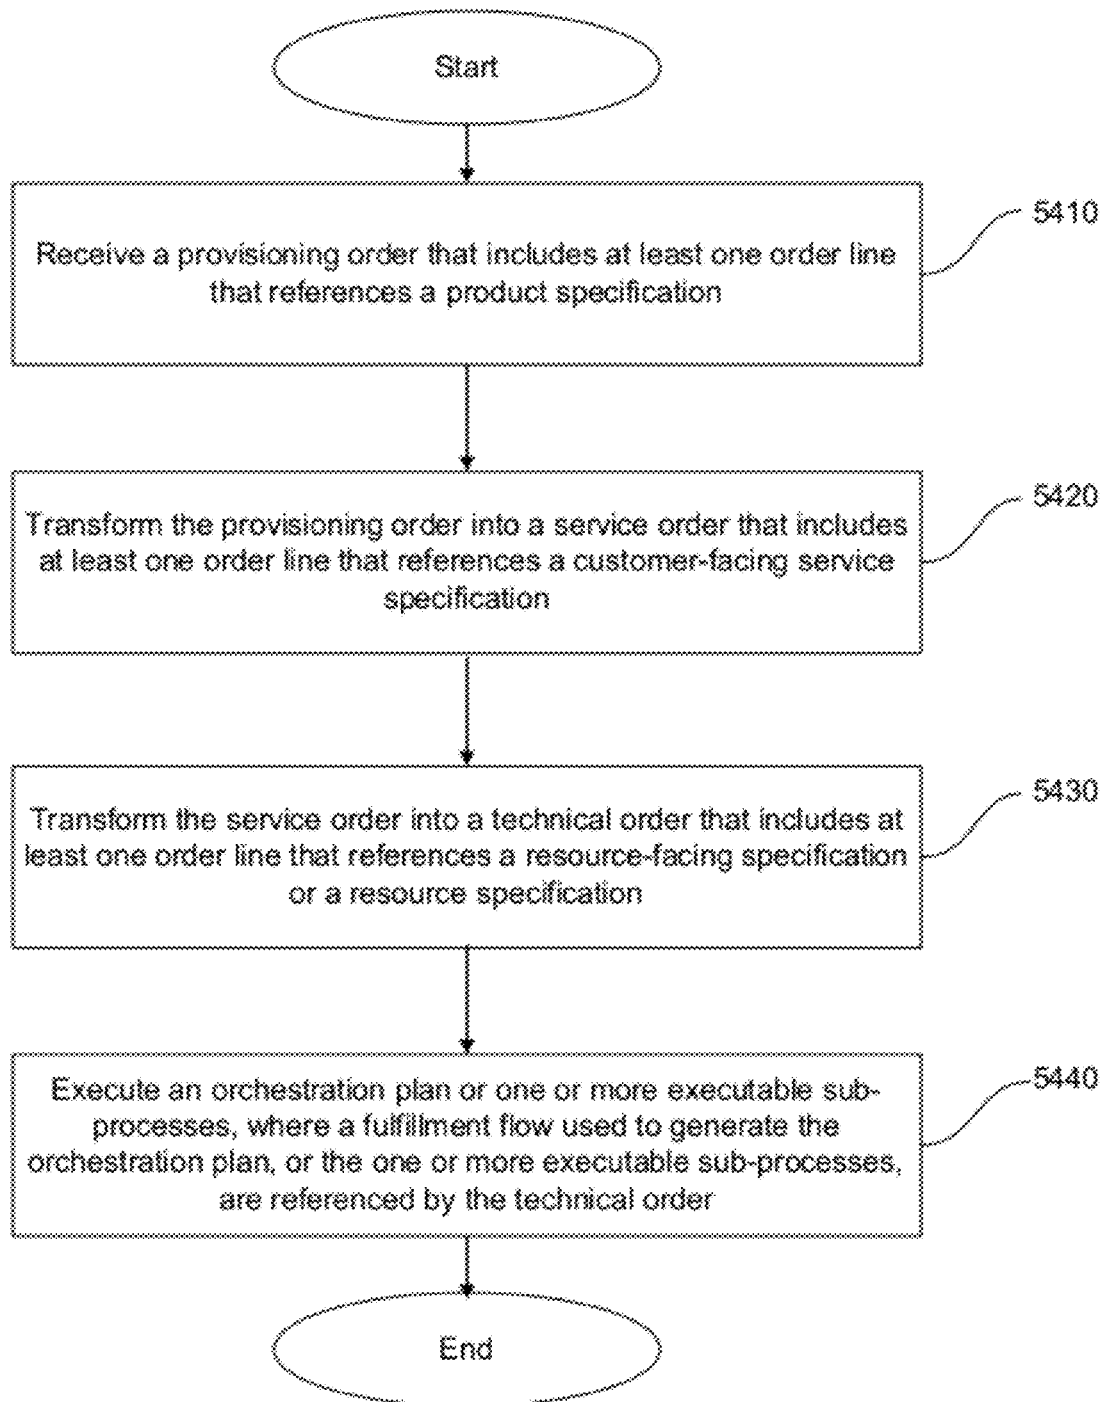 Start
5410
Receive a provisioning order that includes at least one order line
that references a product specification
5420
Transform the provisioning order into a service order that includes
at least one order line that references a customer-facing service
specification
5430
Transform the service order into a technical order that includes at
least one order line that references a resource-facing specification
or a resource specification
5440
Execute an orchestration plan or one or more executable sub-
processes, where a fulfillment flow used to generate the
orchestration plan, or the one or more executable sub-processes,
are referenced by the technical order
End